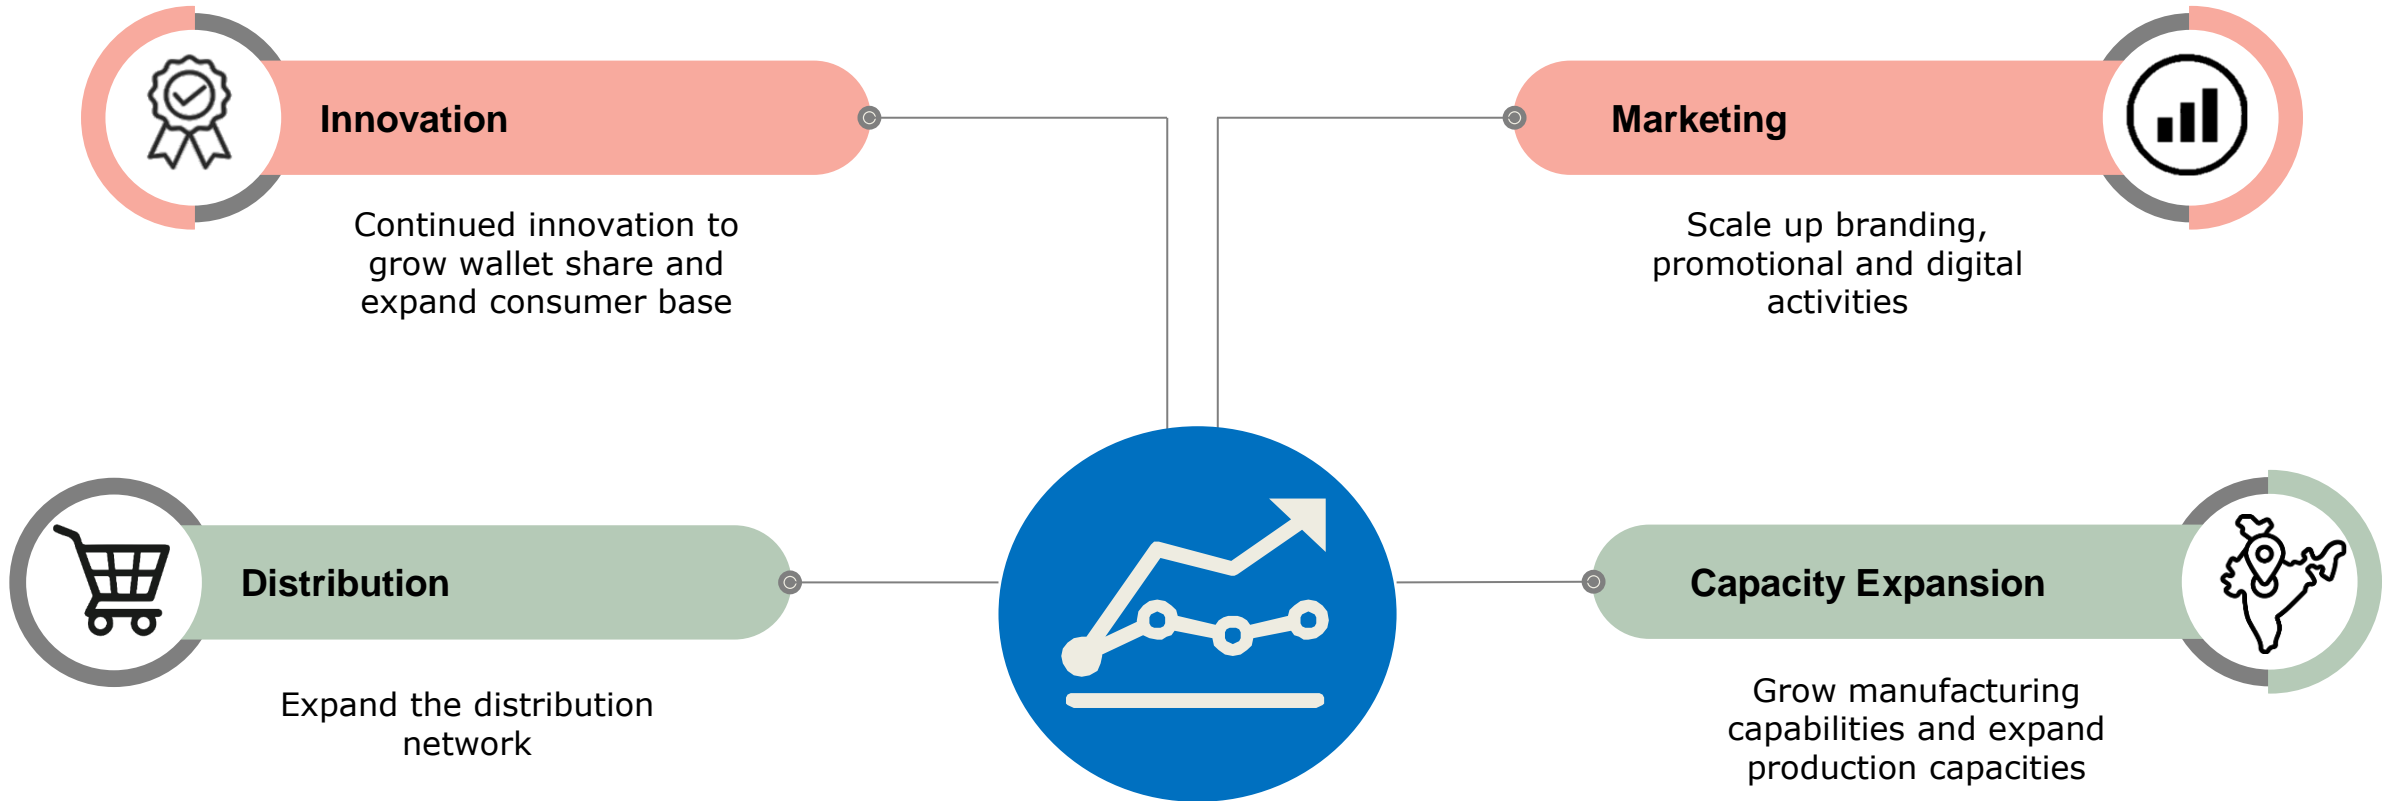 Innovation
Continued innovation to
grow wallet share and
expand consumer base
Marketing
Scale up branding,
promotional and digital
activities
Distribution
Expand the distribution
network
Capacity Expansion
Grow manufacturing
capabilities and expand
production capacities